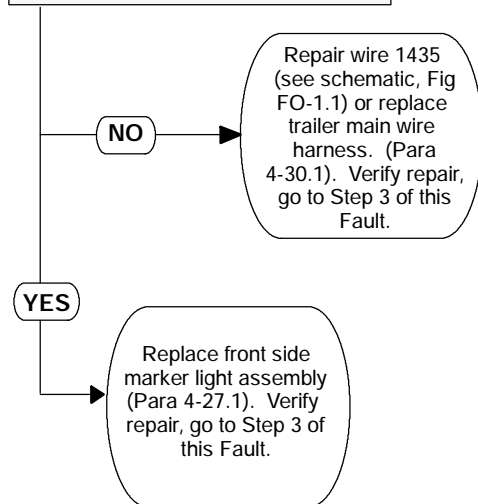 Repair wire 1435
(see schematic, Fig
FO-1.1) or replace
trailer main wire
harness. (Para
4-30.1). Verify repair,
go to Step 3 of this
Fault.
NO
YES
Replace front side
marker light assembly
(Para 4-27.1). Verify
repair, go to Step 3 of
this Fault.